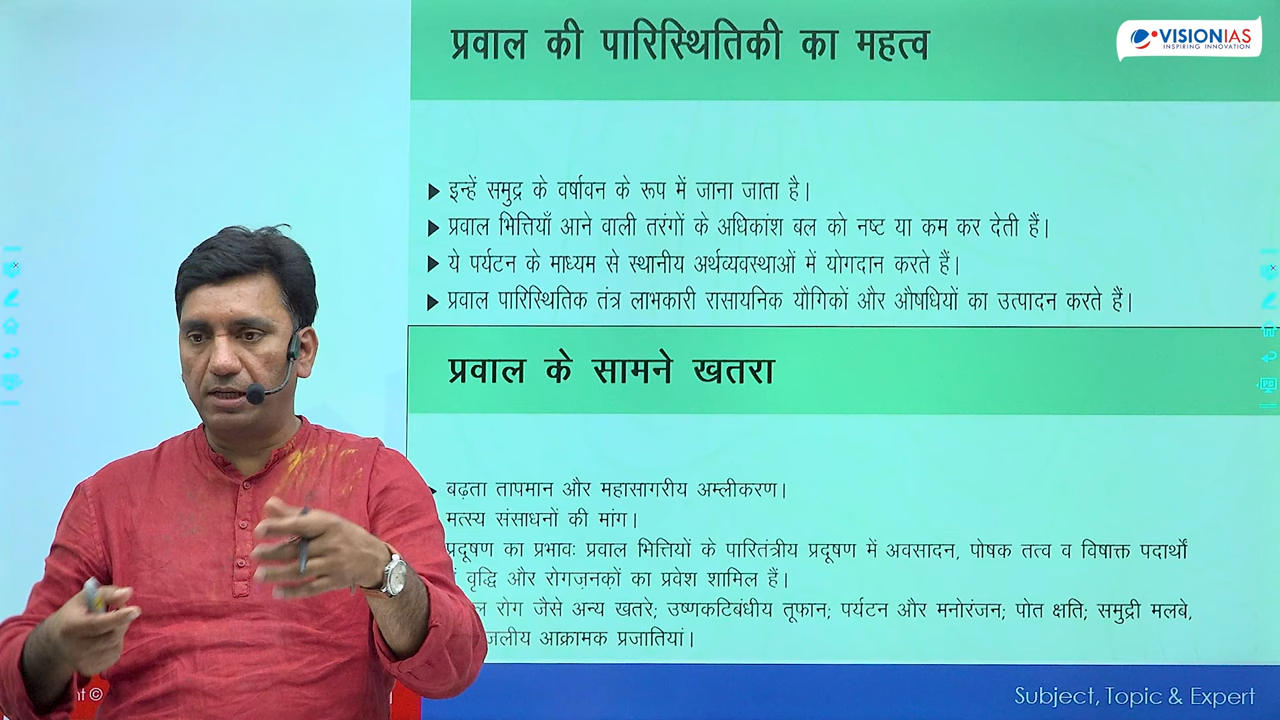 प्रवाल की पारिस्थितिकी का महत्व
VISIONIAS
INSPIRING INNOVATION
इन्हें समुद्र के वर्षावन के रूप में जाना जाता है।
प्रवाल भित्तियाँ आने वाली तरंगों के अधिकांश बल को नष्ट या कम कर देती हैं।
ये पर्यटन के माध्यम से स्थानीय अर्थव्यवस्थाओं में योगदान करते हैं।
प्रवाल पारिस्थितिक तंत्र लाभकारी रासायनिक यौगिकों और औषधियों का उत्पादन करते हैं।
प्रवाल के सामने खतरा
बढ़ता तापमान और महासागरीय अम्लीकरण।
मत्स्य संसाधनों की मांग।
प्रदूषण का प्रभावः प्रवाल भित्तियों के पारितंत्रीय प्रदूषण में अवसादन, पोषक तत्व व विषाक्त पदार्थों
वृद्धि और रोगज़नक़ों का प्रवेश शामिल हैं।
रोग जैसे अन्य खतरे; उष्णकटिबंधीय तूफान; पर्यटन और मनोरंजन; पोत क्षति; समुद्री मलबे,
जलीय आक्रामक प्रजातियां।
©
Subject, Topic & Expert